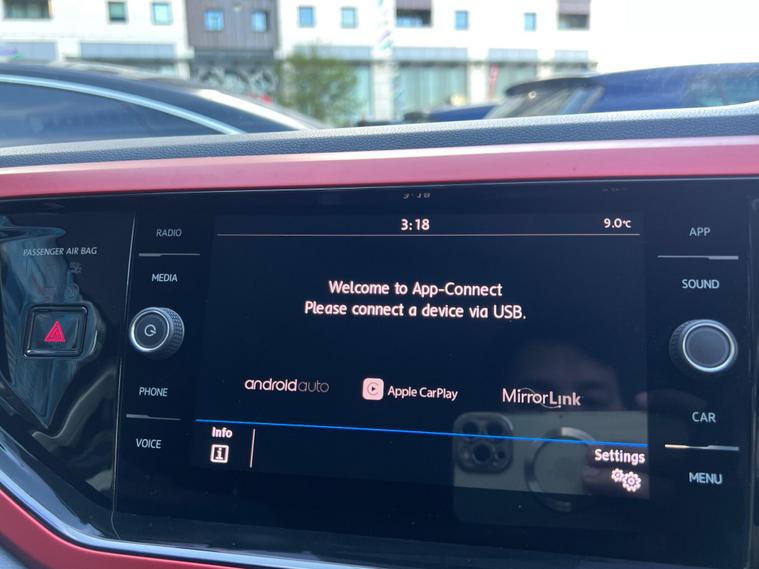 PASSENGER AIR BAG
RADIO
MEDIA
PHONE
VOICE
3:18
9.0°C
Welcome to App-Connect
Please connect a device via USB.
androidauto
Apple CarPlay
MirrorLink
Info
Settings
APP
SOUND
CAR
MENU